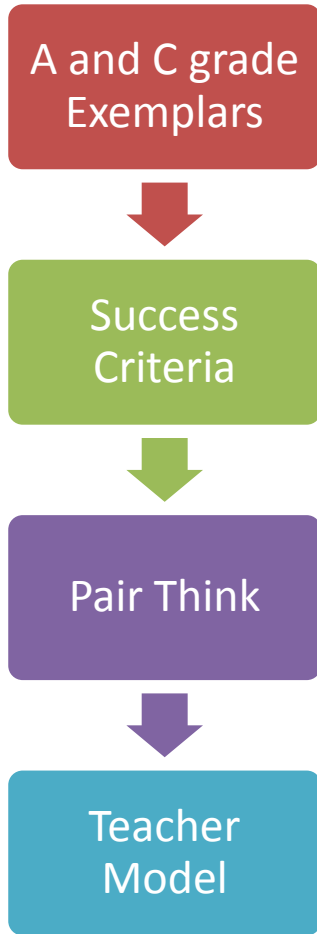 A and C grade
Exemplars
Success
Criteria
Pair Think
Teacher
Model